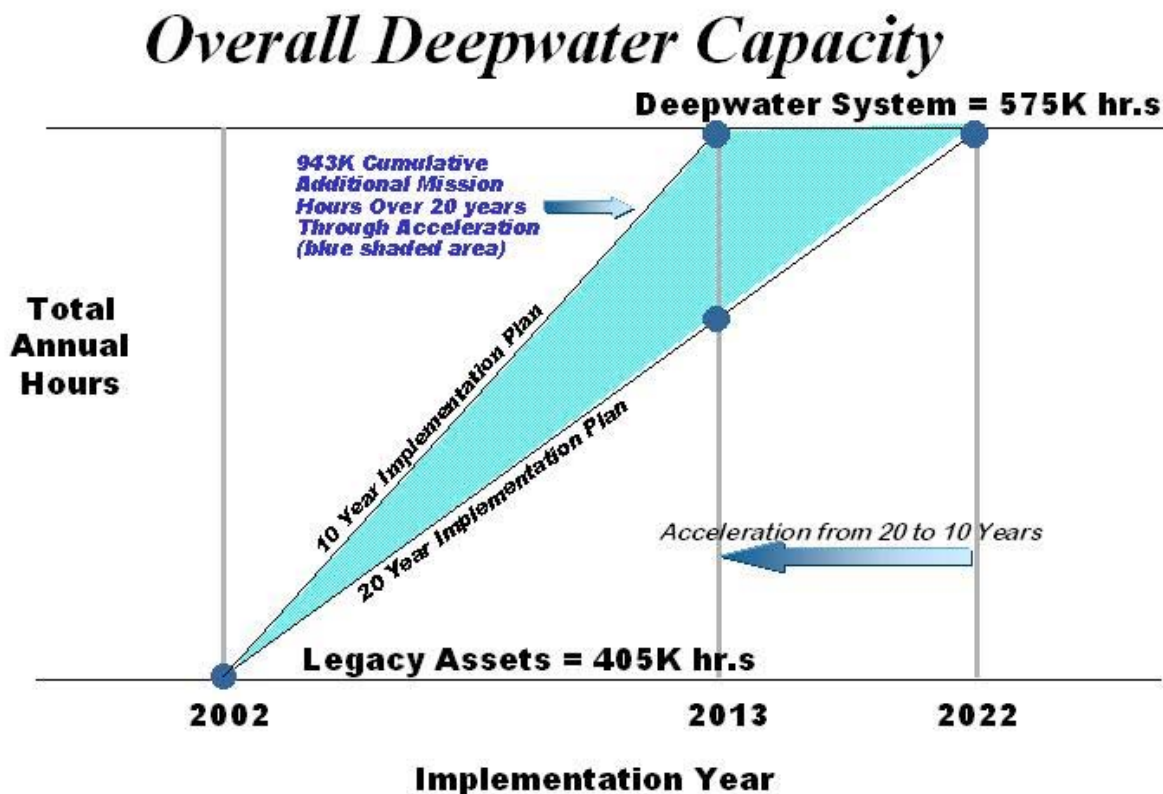 Overall Deepwater Capacity
Deepwater System = 575K hr.s
943K Cumulative
Additional Mission
Hours Over 20 years
Through Acceleration
(blue shaded area)
Total
Annual
Hours
10 Year Implementation Plan
20 Year Implementation Plan
Acceleration from 20 to 10 Years
Legacy Assets = 405K hr.s
2002
2013
2022
Implementation Year